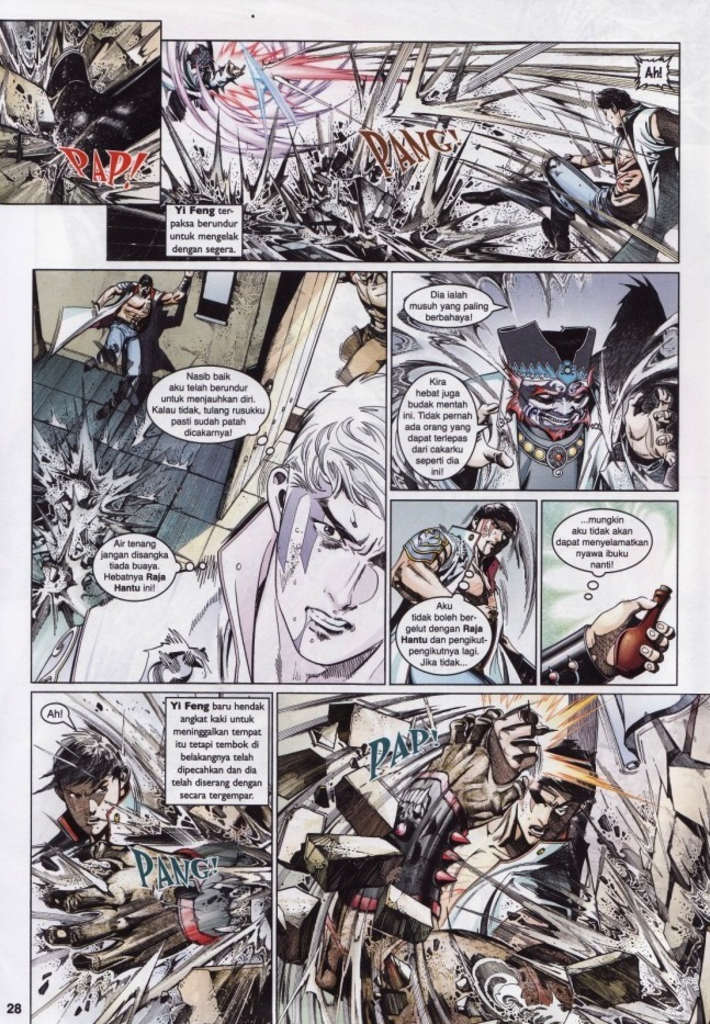 PAP!
PANG!
Ah!
Yi Feng ter-
paksa berundur
untuk mengelak
dengan segera.
Nasib baik
aku telah berundur
untuk menjauhkan diri.
Kalau tidak, tulang rusukku
pasti sudah patah
dicakarnya!
Air tenang
jangan disangka
tiada buaya.
Hebatnya Raja
Hantu ini!
Dia ialah
musuh yang paling
berbahaya!
Kira
hebat juga
budak mentah
ini. Tidak pernah
ada orang yang
dapat terlepas
dari cakarku
seperti dia
ini!
Aku
tidak boleh ber-
gelut dengan Raja
Hantu dan pengikut-
pengikutnya lagi.
Jika tidak...
...mungkin
aku tidak akan
dapat menyelamatkan
nyawa ibuku
nanti!
Ah!
Yi Feng baru hendak
angkat kaki untuk
meninggalkan tempat
itu tetapi tembok di
belakangnya telah
dipecahkan dan dia
telah diserang dengan
secara tergempar.
PANG!
PAP!
28